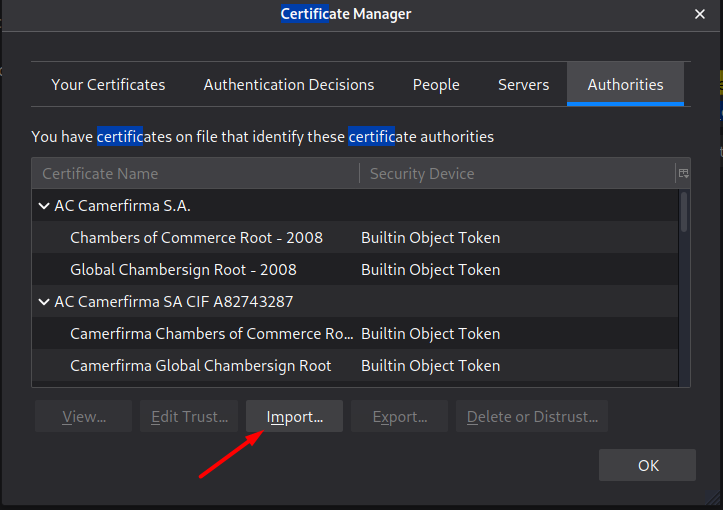 Certificate Manager
Your Certificates Authentication Decisions People Servers Authorities
You have certificates on file that identify these certificate authorities
Certificate Name Security Device
AC Camerfirma S.A.
Chambers of Commerce Root - 2008 Builtin Object Token
Global Chambersign Root - 2008 Builtin Object Token
AC Camerfirma SA CIF A82743287
Camerfirma Chambers of Commerce Ro... Builtin Object Token
Camerfirma Global Chambersign Root Builtin Object Token
View... Edit Trust... Import... Export... Delete or Distrust...
OK